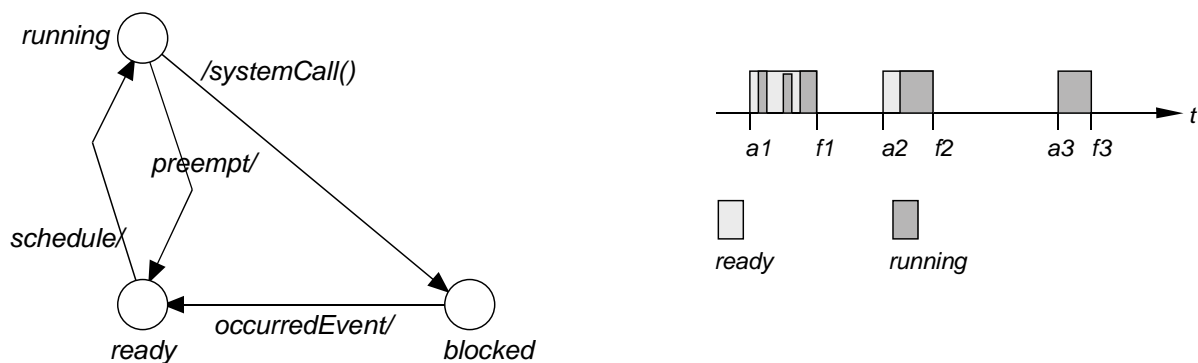 running
/systemCall()
preempt/
schedule/
occurredEvent/
ready
blocked
t
a1 f1 a2 f2 a3 f3
ready running